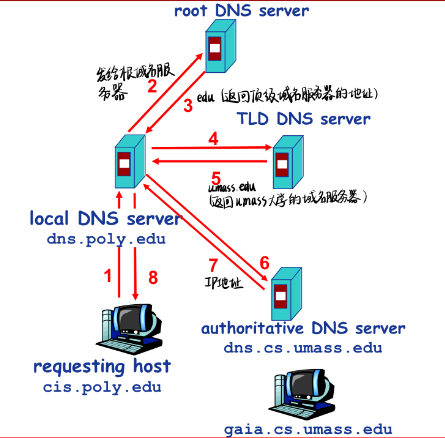 root DNS server
发给根域名服
务器
2
3
edu (返回顶级域名服务器的地址)
TLD DNS server
4
5
umass.edu
(返回umass大学的域名服务器)
local DNS server
dns.poly.edu
6
7
IP地址
1
8
authoritative DNS server
dns.cs.umass.edu
requesting host
cis.poly.edu
gaia.cs.umass.edu